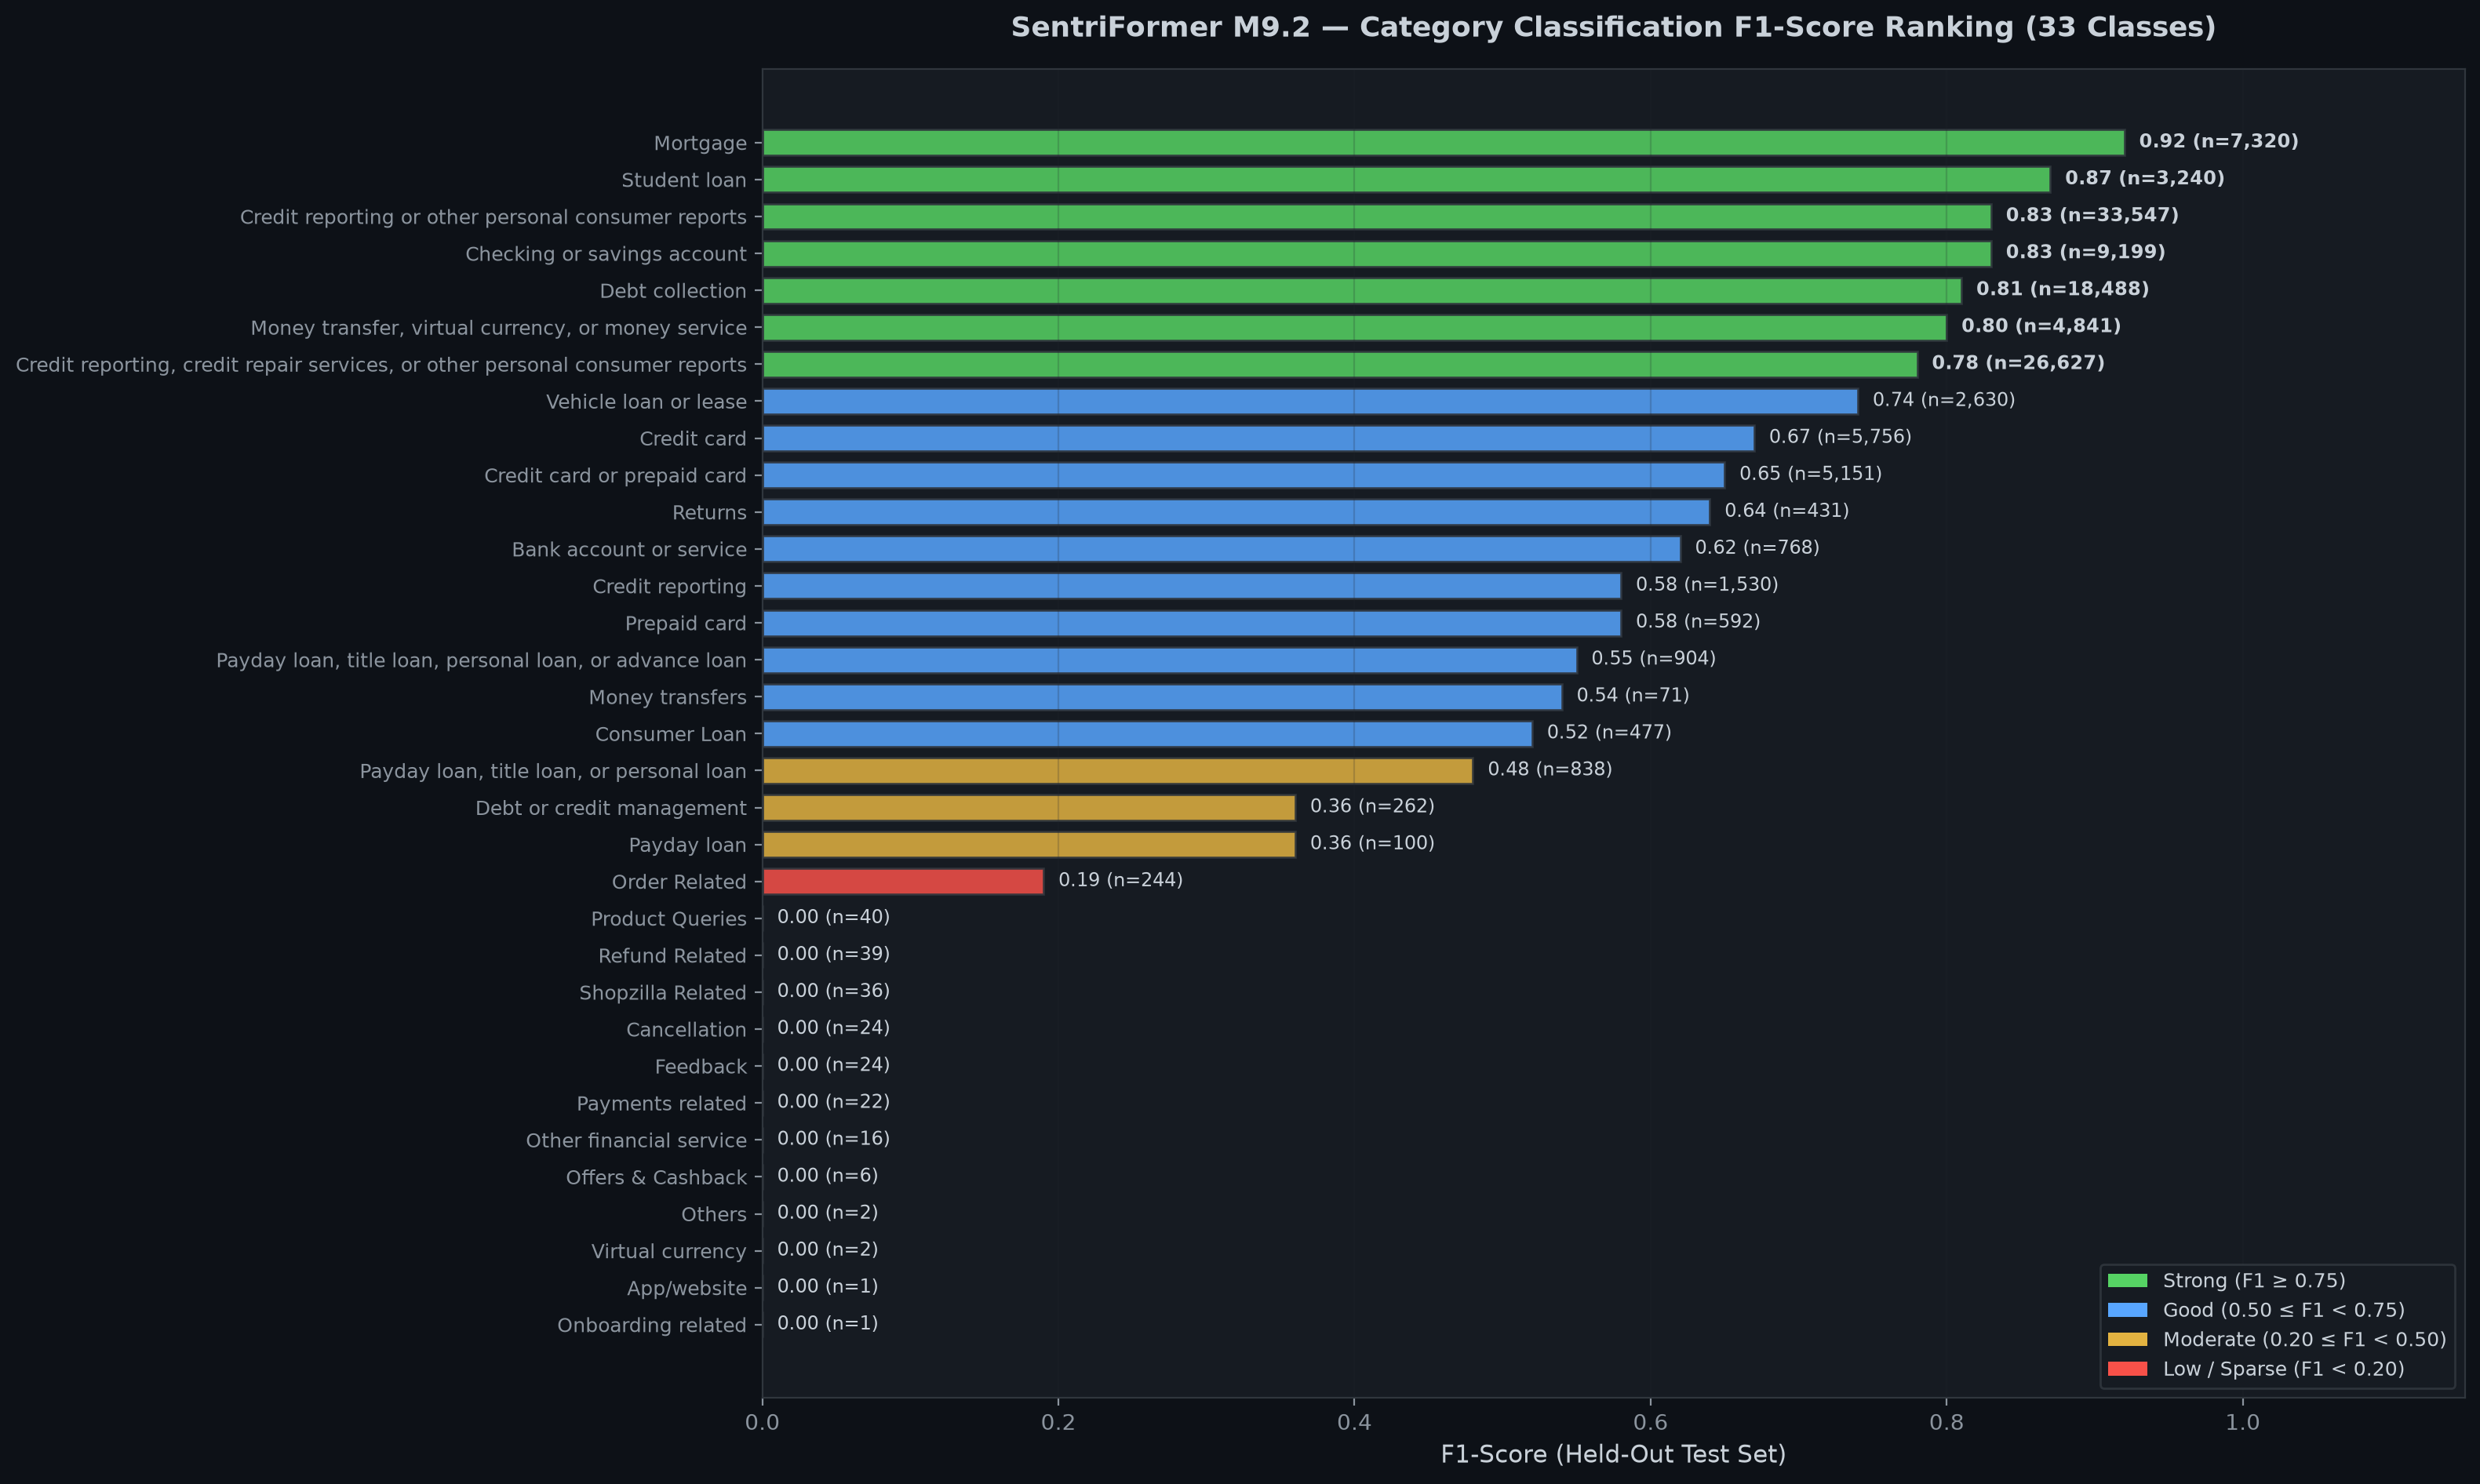 SentriFormer M9.2 — Category Classification F1-Score Ranking (33 Classes)
Mortgage 0.92 (n=7,320)
Student loan 0.87 (n=3,240)
Credit reporting or other personal consumer reports 0.83 (n=33,547)
Checking or savings account 0.83 (n=9,199)
Debt collection 0.81 (n=18,488)
Money transfer, virtual currency, or money service 0.80 (n=4,841)
Credit reporting, credit repair services, or other personal consumer reports 0.78 (n=26,627)
Vehicle loan or lease 0.74 (n=2,630)
Credit card 0.67 (n=5,756)
Credit card or prepaid card 0.65 (n=5,151)
Returns 0.64 (n=431)
Bank account or service 0.62 (n=768)
Credit reporting 0.58 (n=1,530)
Prepaid card 0.58 (n=592)
Payday loan, title loan, personal loan, or advance loan 0.55 (n=904)
Money transfers 0.54 (n=71)
Consumer Loan 0.52 (n=477)
Payday loan, title loan, or personal loan 0.48 (n=838)
Debt or credit management 0.36 (n=262)
Payday loan 0.36 (n=100)
Order Related 0.19 (n=244)
Product Queries 0.00 (n=40)
Refund Related 0.00 (n=39)
Shopzilla Related 0.00 (n=36)
Cancellation 0.00 (n=24)
Feedback 0.00 (n=24)
Payments related 0.00 (n=22)
Other financial service 0.00 (n=16)
Offers & Cashback 0.00 (n=6)
Others 0.00 (n=2)
Virtual currency 0.00 (n=2)
App/website 0.00 (n=1)
Onboarding related 0.00 (n=1)
Strong (F1 ≥ 0.75)
Good (0.50 ≤ F1 < 0.75)
Moderate (0.20 ≤ F1 < 0.50)
Low / Sparse (F1 < 0.20)
0.0 0.2 0.4 0.6 0.8 1.0
F1-Score (Held-Out Test Set)